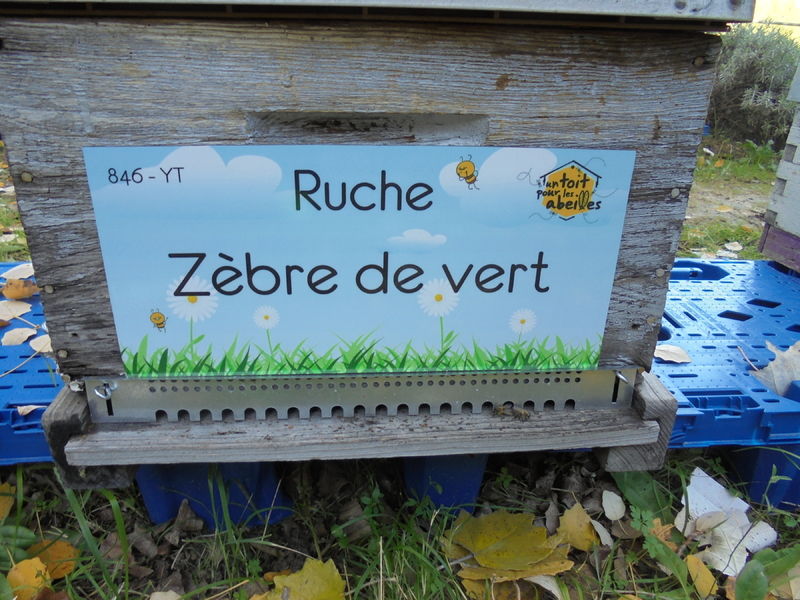 846 - YT
Ruche
un toit
pour les
abeilles
Zèbre de vert